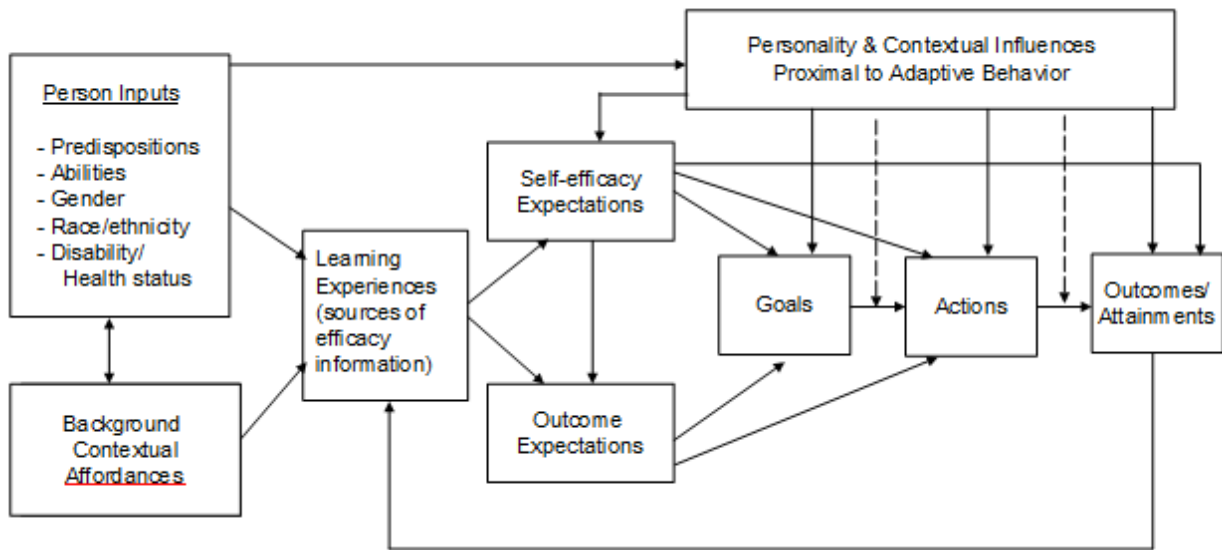 Personality & Contextual Influences
Proximal to Adaptive Behavior
Person Inputs
- Predispositions
- Abilities
- Gender
- Race/ethnicity
- Disability/
Health status
Self-efficacy
Expectations
Learning
Experiences
(sources of
efficacy
information)
Goals
Actions
Outcomes/
Attainments
Background
Contextual
Affordances
Outcome
Expectations